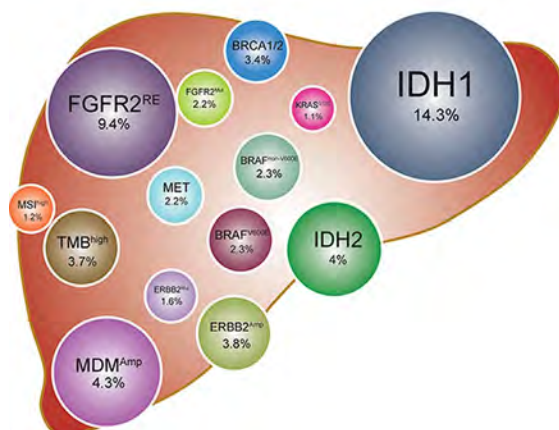 BRCA1/2
3.4%
IDH1
14.3%
FGFR2RE
9.4%
FGFR2Mut
2.2%
KRASG12C
1.1%
BRAFnon-V600E
2.3%
MET
2.2%
MSIhigh
1.2%
TMBhigh
3.7%
BRAFV600E
2.3%
IDH2
4%
ERBB2Mut
1.6%
ERBB2Amp
3.8%
MDMAmp
4.3%